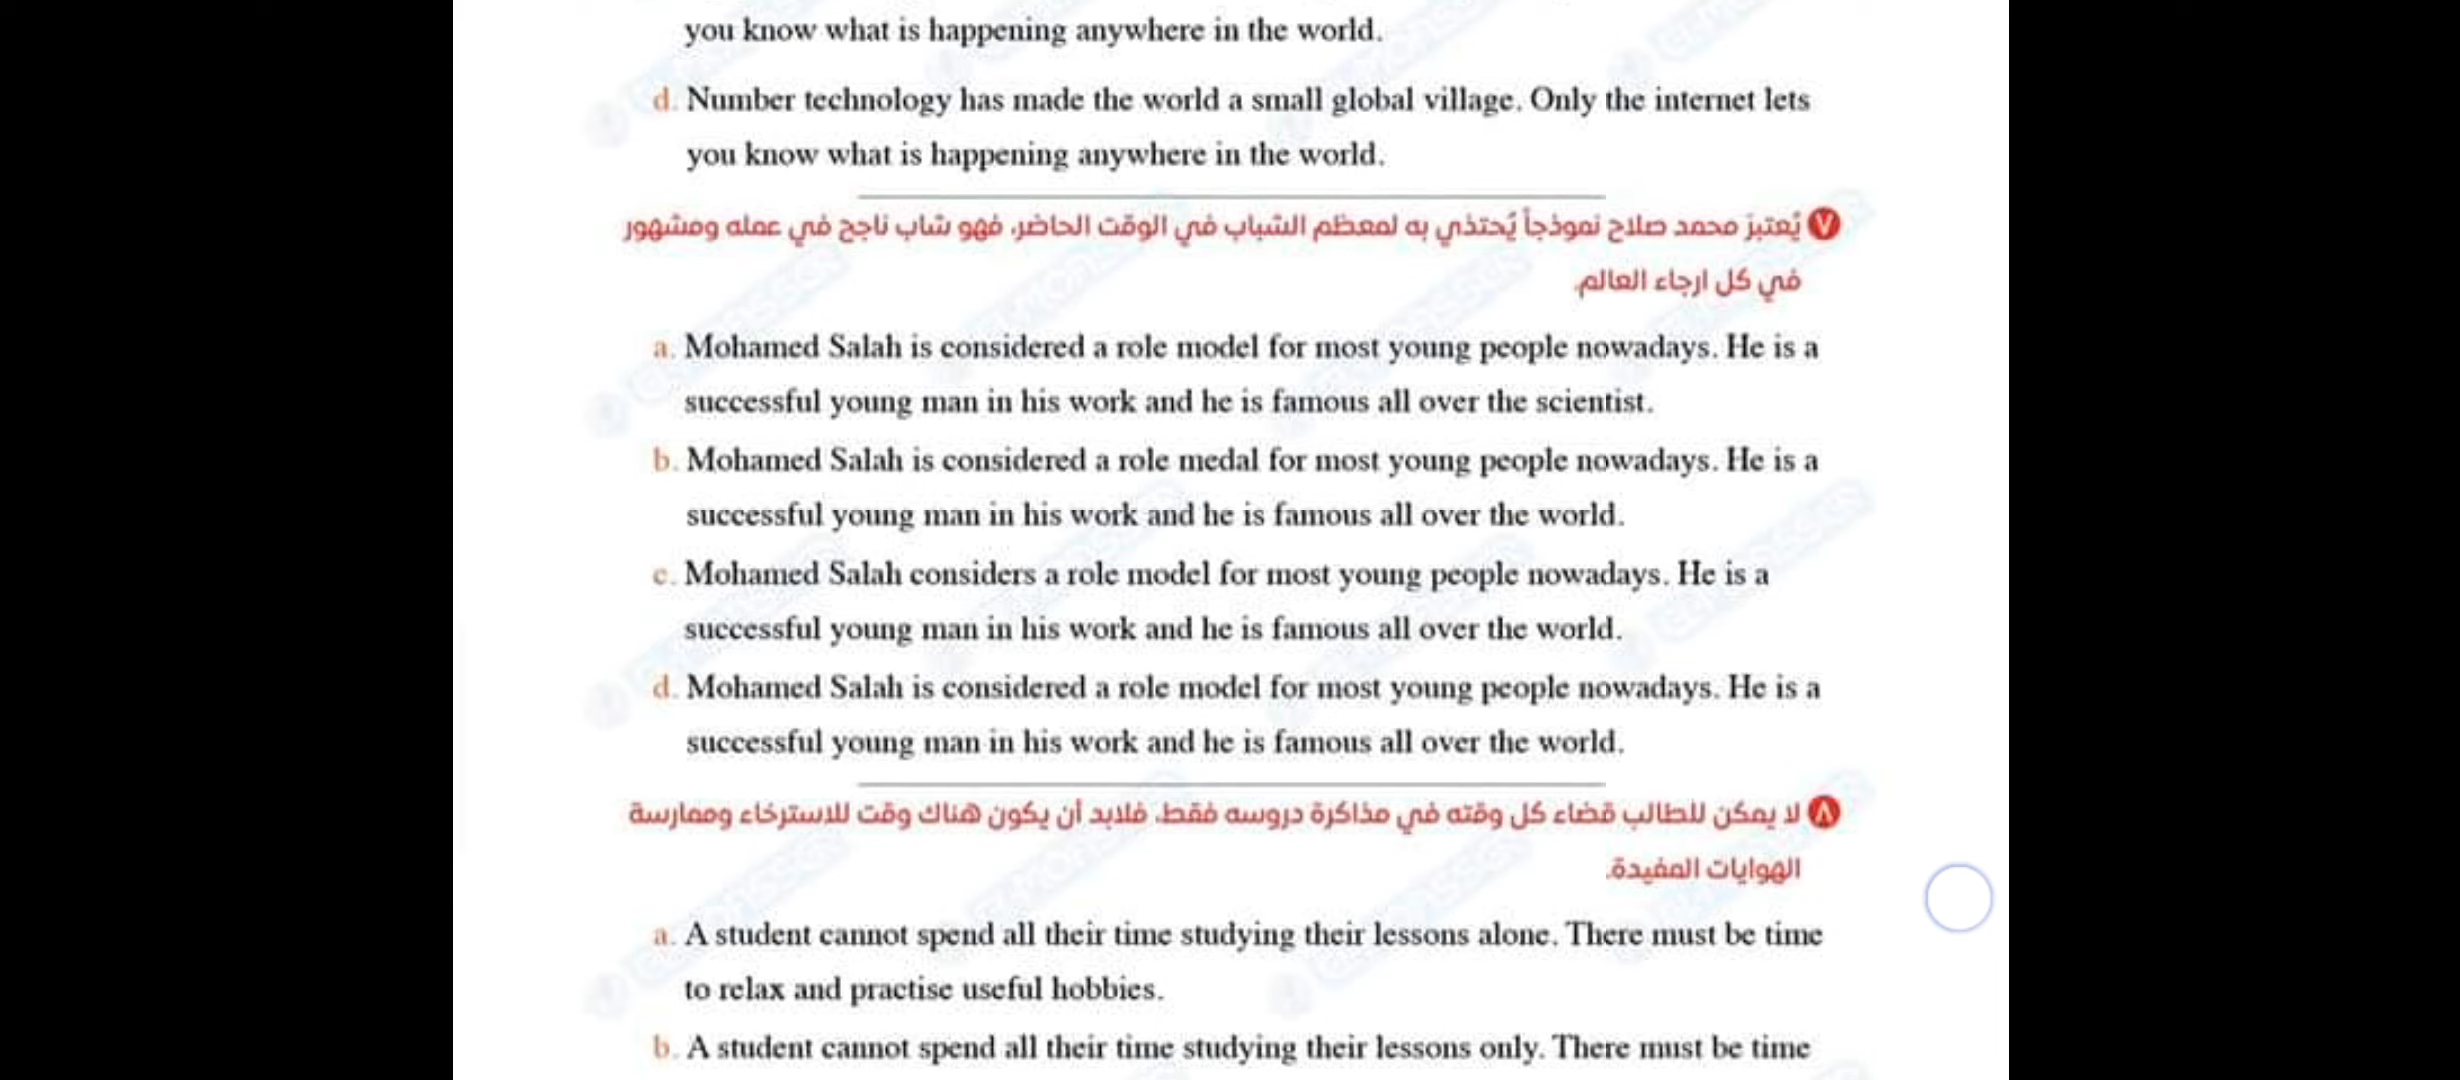 you know what is happening anywhere in the world.
d. Number technology has made the world a small global village. Only the internet lets
you know what is happening anywhere in the world.
٧ يُعتبر محمد صلاح نموذجاً يُحتذي به لمعظم الشباب في الوقت الحاضر، فهو شاب ناجح في عمله ومشهور
في كل ارجاء العالم.
a. Mohamed Salah is considered a role model for most young people nowadays. He is a
successful young man in his work and he is famous all over the scientist.
b. Mohamed Salah is considered a role medal for most young people nowadays. He is a
successful young man in his work and he is famous all over the world.
c. Mohamed Salah considers a role model for most young people nowadays. He is a
successful young man in his work and he is famous all over the world.
d. Mohamed Salah is considered a role model for most young people nowadays. He is a
successful young man in his work and he is famous all over the world.
٨ لا يمكن للطالب قضاء كل وقته في مذاكرة دروسه فقط، فلابد أن يكون هناك وقت للاسترخاء وممارسة
الهوايات المفيدة.
a. A student cannot spend all their time studying their lessons alone. There must be time
to relax and practise useful hobbies.
b. A student cannot spend all their time studying their lessons only. There must be time